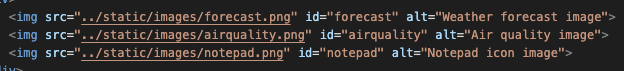 <img src="../static/images/forecast.png" id="forecast" alt="Weather forecast image">
<img src="../static/images/airquality.png" id="airquality" alt="Air quality image">
<img src="../static/images/notepad.png" id="notepad" alt="Notepad icon image">